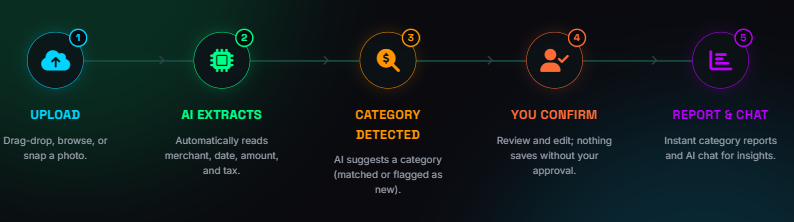 1
2
3
4
5
UPLOAD
Drag-drop, browse, or
snap a photo.
AI EXTRACTS
Automatically reads
merchant, date, amount,
and tax.
CATEGORY
DETECTED
AI suggests a category
(matched or flagged as
new).
YOU CONFIRM
Review and edit; nothing
saves without your
approval.
REPORT & CHAT
Instant category reports
and AI chat for insights.